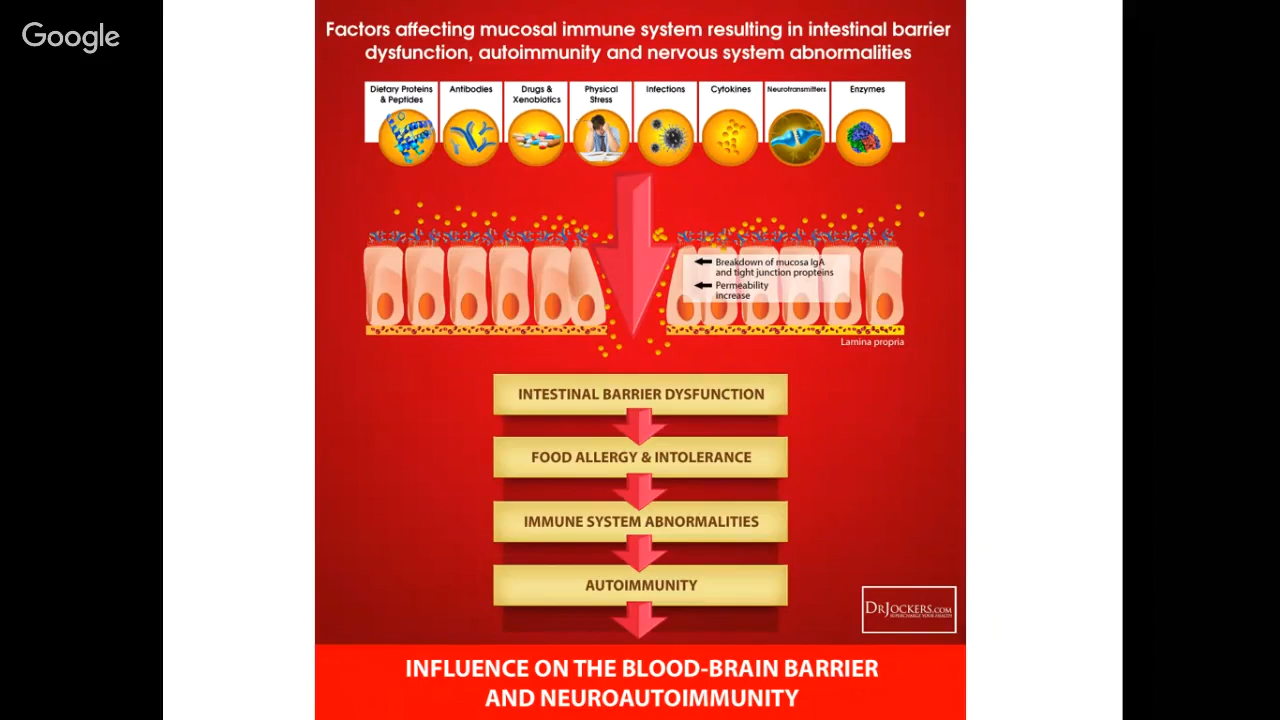 Google
Factors affecting mucosal immune system resulting in intestinal barrier
dysfunction, autoimmunity and nervous system abnormalities
Dietary Proteins
& Peptides
Antibodies
Drugs &
Xenobiotics
Physical
Stress
Infections
Cytokines
Neurotransmitters
Enzymes
Breakdown of mucosa IgA
and tight junction propteins
Permeability
increase
Lamina propria
INTESTINAL BARRIER DYSFUNCTION
FOOD ALLERGY & INTOLERANCE
IMMUNE SYSTEM ABNORMALITIES
AUTOIMMUNITY
DRJOCKERS.COM
SUPERCHARGE YOUR HEALTH
INFLUENCE ON THE BLOOD-BRAIN BARRIER
AND NEUROAUTOIMMUNITY